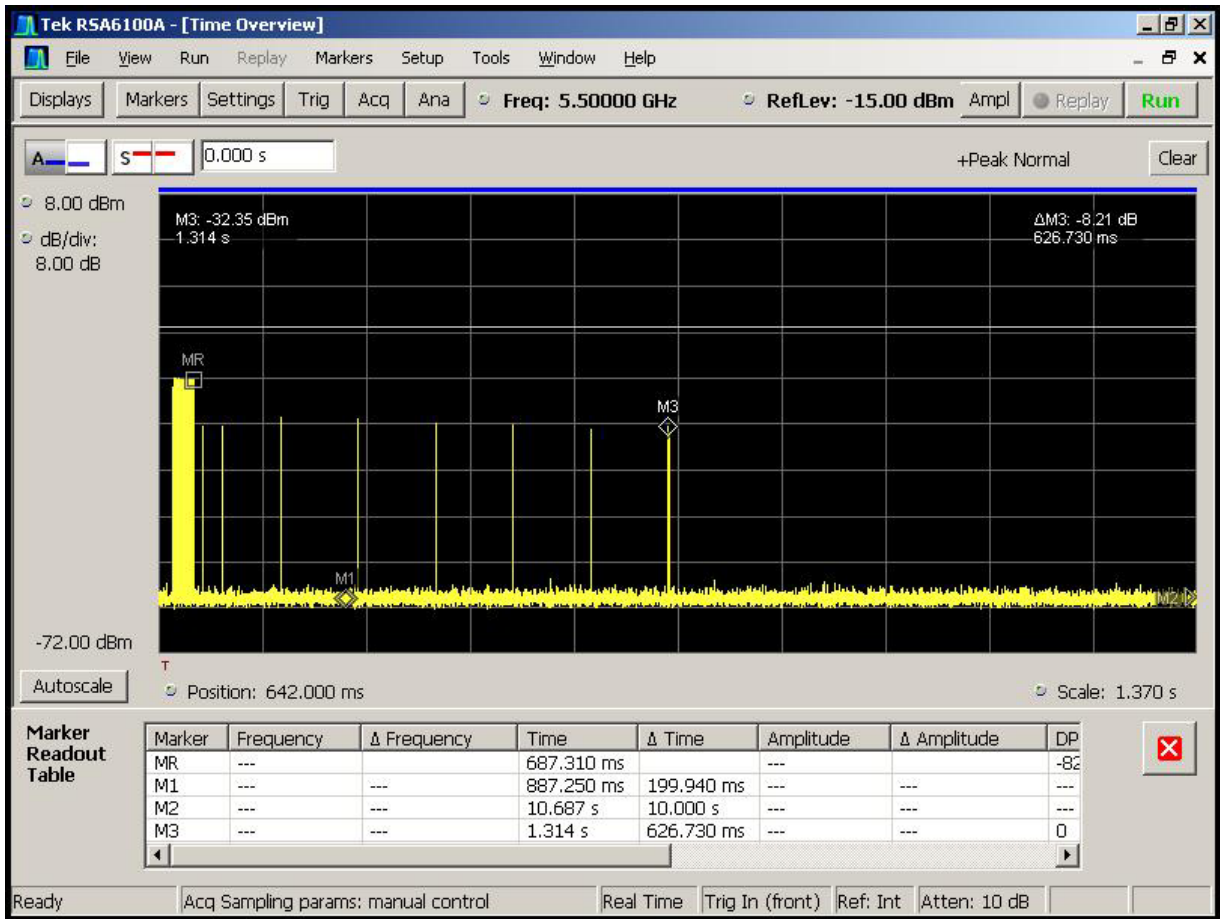 Tek RSA6100A - [Time Overview]
File View Run Replay Markers Setup Tools Window Help
Displays Markers Settings Trig Acq Ana Freq: 5.50000 GHz RefLev: -15.00 dBm Ampl Replay Run
A S 0.000 s +Peak Normal Clear
8.00 dBm
dB/div:
8.00 dB
M3: -32.35 dBm
1.314 s
ΔM3: -8.21 dB
626.730 ms
MR
M3
M1
M2
-72.00 dBm
T
Autoscale Position: 642.000 ms Scale: 1.370 s
Marker
Readout
Table
Marker Frequency Δ Frequency Time Δ Time Amplitude Δ Amplitude DP
MR --- 687.310 ms --- -82
M1 --- --- 887.250 ms 199.940 ms --- --- ---
M2 --- --- 10.687 s 10.000 s --- --- ---
M3 --- --- 1.314 s 626.730 ms --- --- 0
Ready Acq Sampling params: manual control Real Time Trig In (front) Ref: Int Atten: 10 dB